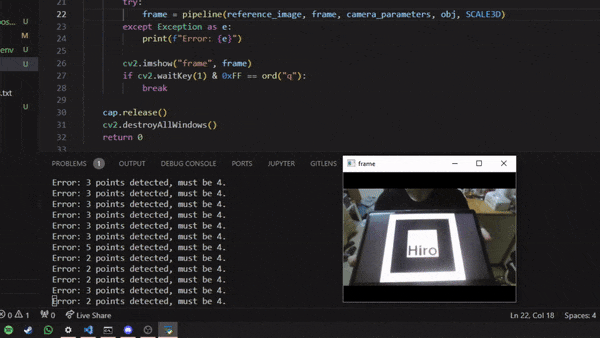 21 try:
22 frame = pipeline(reference_image, frame, camera_parameters, obj, SCALE3D)
23 except Exception as e:
24 print(f"Error: {e}")
25
26 cv2.imshow("frame", frame)
27 if cv2.waitKey(1) & 0xFF == ord("q"):
28 break
29
30 cap.release()
31 cv2.destroyAllWindows()
32 return 0
pos...
U
M
env
U
U
s.txt
U
PROBLEMS 1 OUTPUT DEBUG CONSOLE PORTS JUPYTER GITLENS
Error: 3 points detected, must be 4.
Error: 3 points detected, must be 4.
Error: 3 points detected, must be 4.
Error: 3 points detected, must be 4.
Error: 3 points detected, must be 4.
Error: 3 points detected, must be 4.
Error: 5 points detected, must be 4.
Error: 2 points detected, must be 4.
Error: 2 points detected, must be 4.
Error: 2 points detected, must be 4.
Error: 3 points detected, must be 4.
Error: 2 points detected, must be 4.
frame
Hiro
0 1 0 Live Share Ln 22, Col 18 Spaces: 4